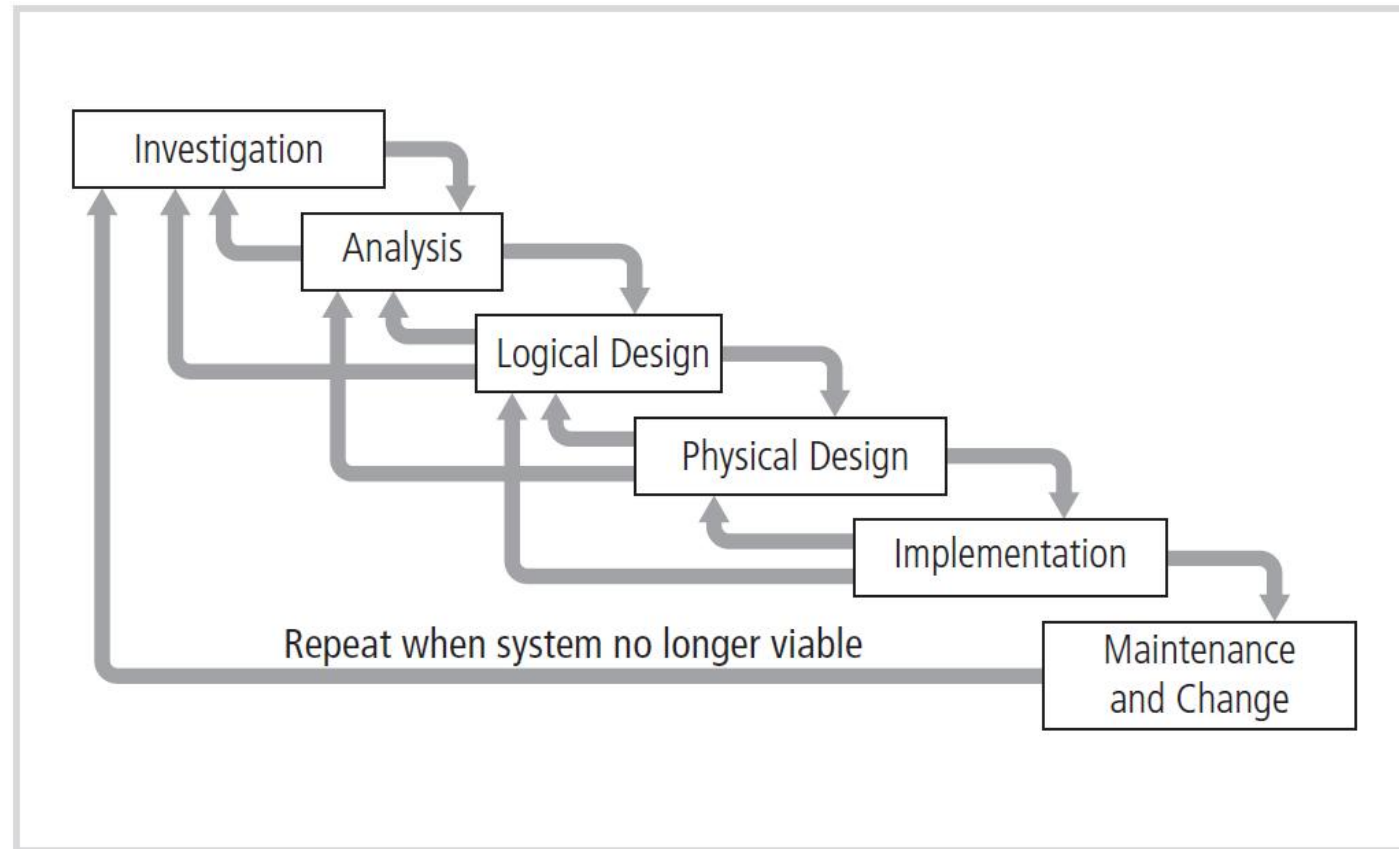 Investigation
Analysis
Logical Design
Physical Design
Implementation
Repeat when system no longer viable
Maintenance
and Change